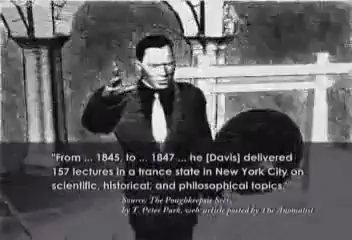 "From ... 1845, to ... 1847 ... he [Davis] delivered
157 lectures in a trance state in New York City on
scientific, historical, and philosophical topics."
Source: The Poughkeepsie Seer,
by T. Peter Park, web article posted by The Anomalist